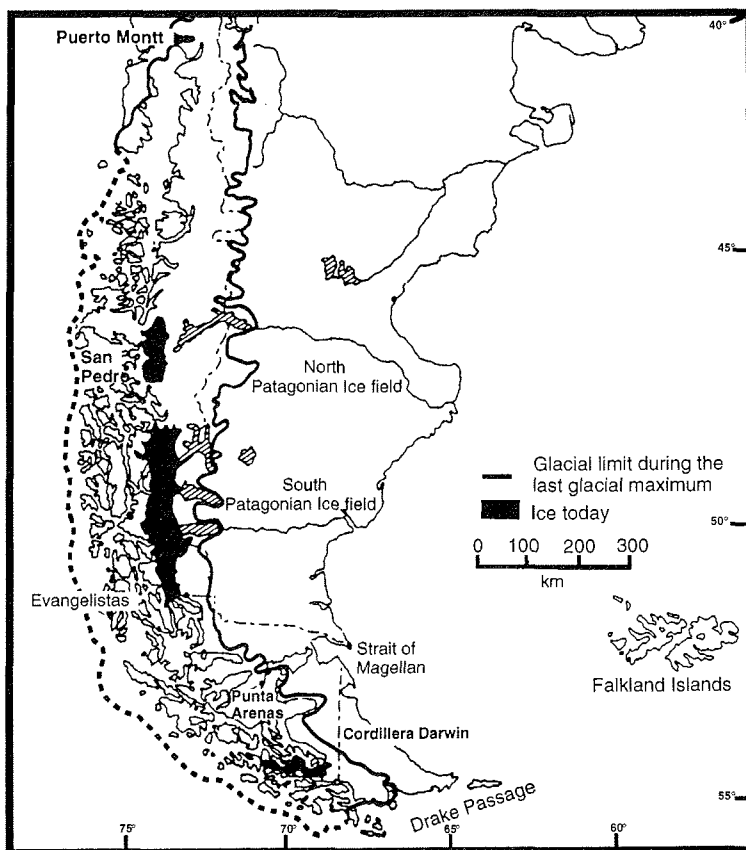 Puerto Montt
40°
45°
San
Pedro
North
Patagonian Ice field
South
Patagonian Ice field
Glacial limit during the
last glacial maximum
Ice today
50°
0 100 200 300
km
Evangelistas
Strait of
Magellan
Falkland Islands
Punta
Arenas
Cordillera Darwin
Drake Passage
55°
75° 70° 65° 60°